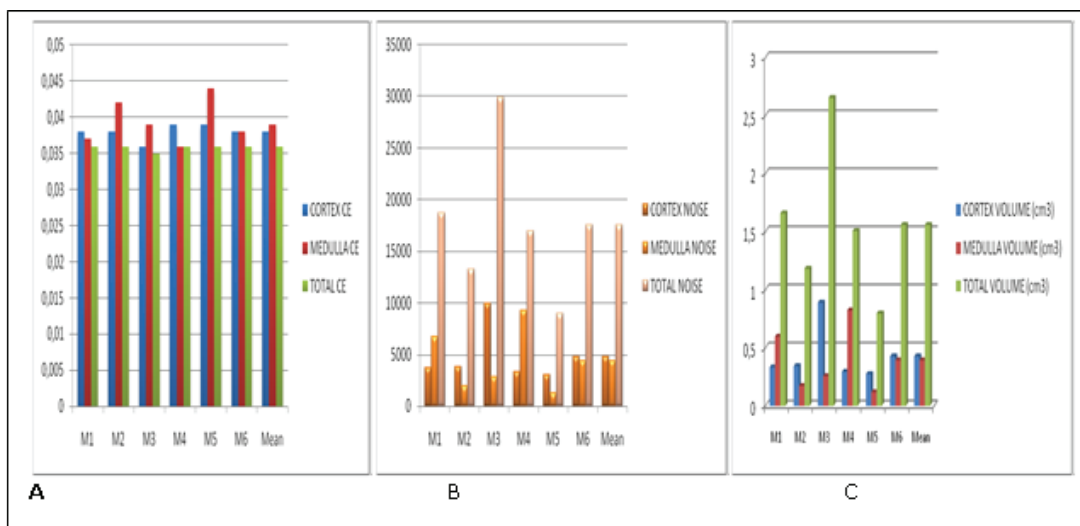 0,05
0,045
0,04
0,035
0,03
0,025
0,02
0,015
0,01
0,005
0
M1 M2 M3 M4 M5 M6 Mean
CORTEX CE
MEDULLA CE
TOTAL CE
A
35000
30000
25000
20000
15000
10000
5000
0
M1 M2 M3 M4 M5 M6 Mean
CORTEX NOISE
MEDULLA NOISE
TOTAL NOISE
B
3
2,5
2
1,5
1
0,5
0
M1 M2 M3 M4 M5 M6 Mean
CORTEX VOLUME (cm3)
MEDULLA VOLUME (cm3)
TOTAL VOLUME (cm3)
C